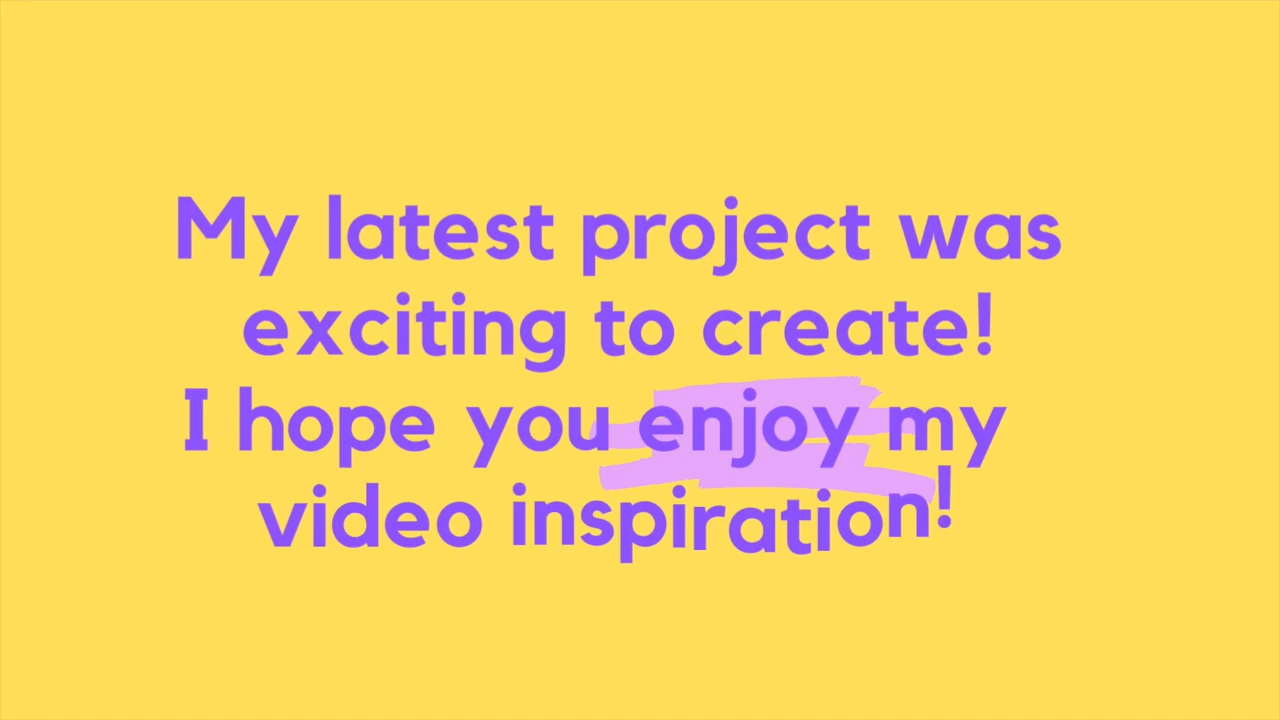 My latest project was
exciting to create!
I hope you enjoy my
video inspiration!